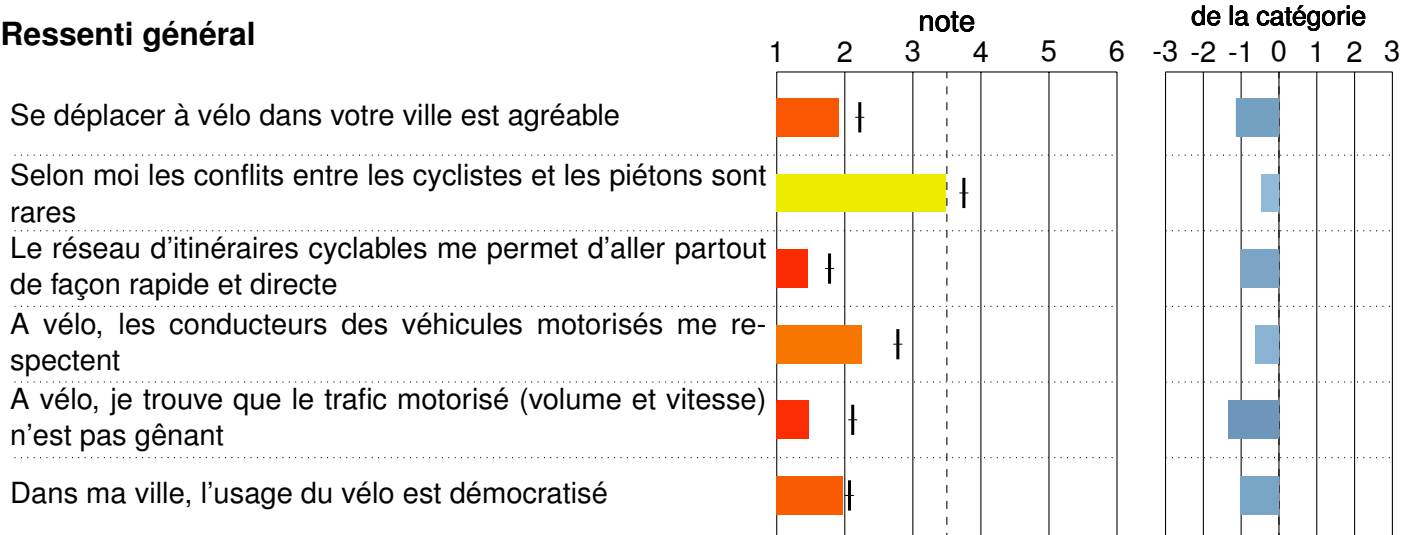 Ressenti général
note
de la catégorie
1 2 3 4 5 6
-3 -2 -1 0 1 2 3
Se déplacer à vélo dans votre ville est agréable
Selon moi les conflits entre les cyclistes et les piétons sont
rares
Le réseau d'itinéraires cyclables me permet d'aller partout
de façon rapide et directe
A vélo, les conducteurs des véhicules motorisés me re-
spectent
A vélo, je trouve que le trafic motorisé (volume et vitesse)
n'est pas gênant
Dans ma ville, l'usage du vélo est démocratisé